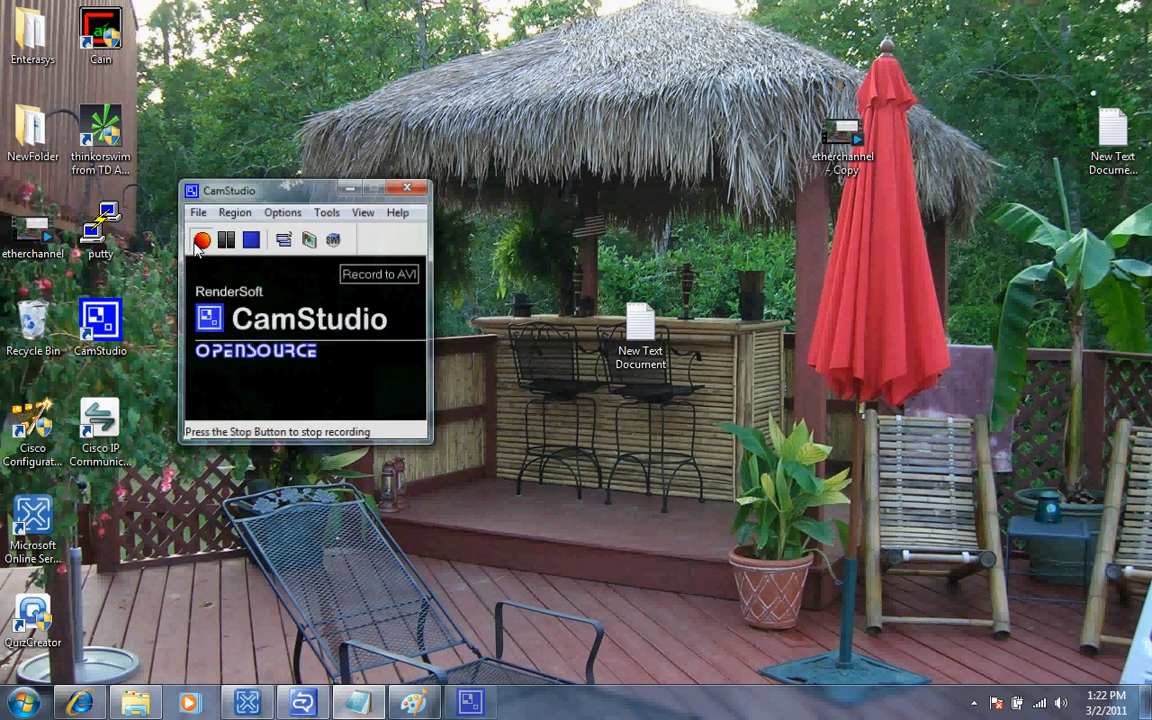 Enterasys
Cain
NewFolder
thinkorswim
from TD A...
etherchannel
putty
Recycle Bin
CamStudio
Cisco
Configurat...
Cisco IP
Communic...
Microsoft
Online Ser...
QuizCreator
CamStudio
File Region Options Tools View Help
Record to AVI
RenderSoft
CamStudio
OPENSOURCE
Press the Stop Button to stop recording
New Text
Document
etherchannel
- Copy
New Text
Docume...
1:22 PM
3/2/2011